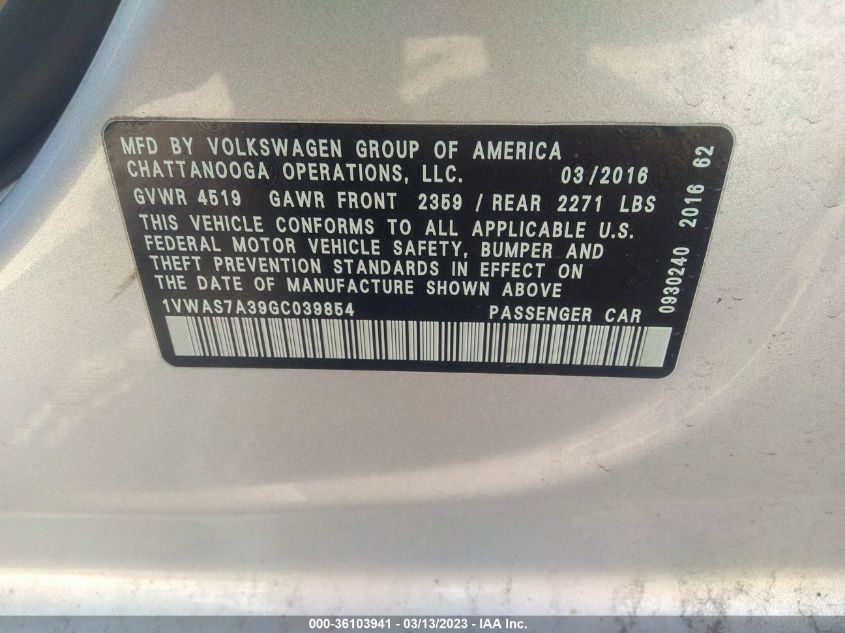 MFD BY VOLKSWAGEN GROUP OF AMERICA
CHATTANOOGA OPERATIONS, LLC. 03/2016
GVWR 4519 GAWR FRONT 2359 / REAR 2271 LBS
THIS VEHICLE CONFORMS TO ALL APPLICABLE U.S.
FEDERAL MOTOR VEHICLE SAFETY, BUMPER AND
THEFT PREVENTION STANDARDS IN EFFECT ON
THE DATE OF MANUFACTURE SHOWN ABOVE
1VWAS7A39GC039854 PASSENGER CAR
0930240 2016 62
000-36103941 - 03/13/2023 - IAA Inc.